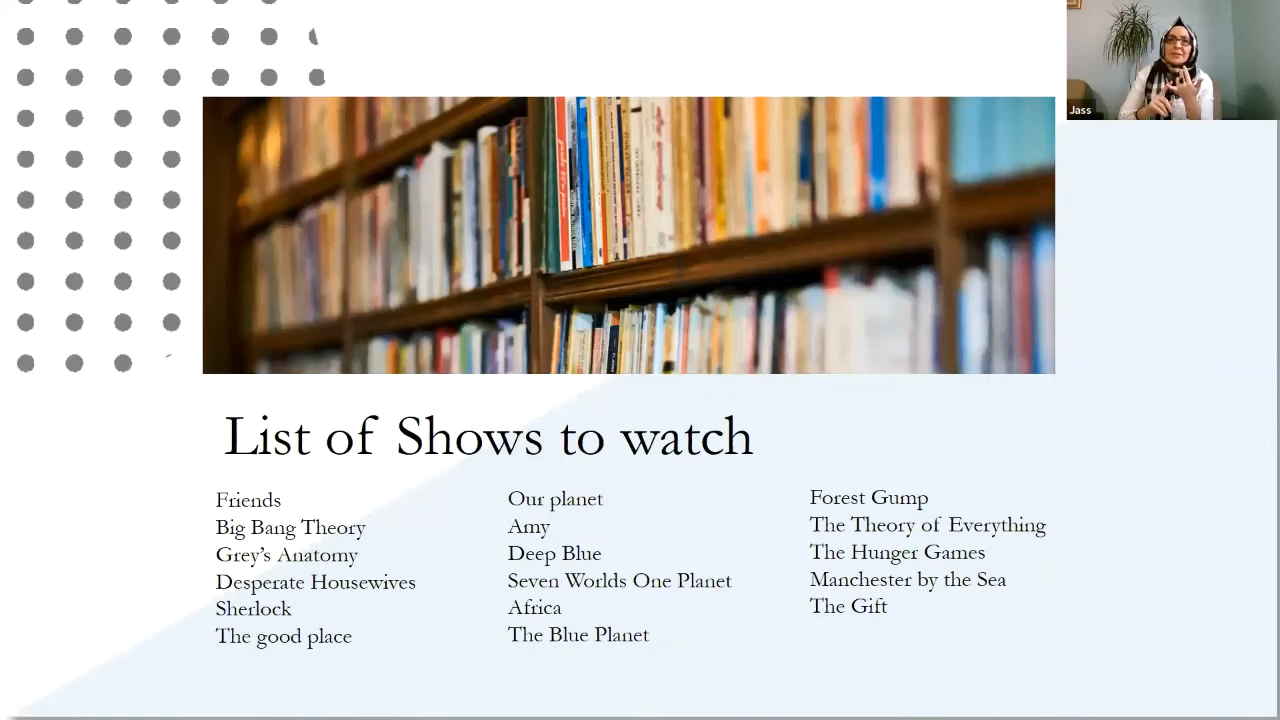 Jass
List of Shows to watch
Friends
Big Bang Theory
Grey's Anatomy
Desperate Housewives
Sherlock
The good place
Our planet
Amy
Deep Blue
Seven Worlds One Planet
Africa
The Blue Planet
Forest Gump
The Theory of Everything
The Hunger Games
Manchester by the Sea
The Gift